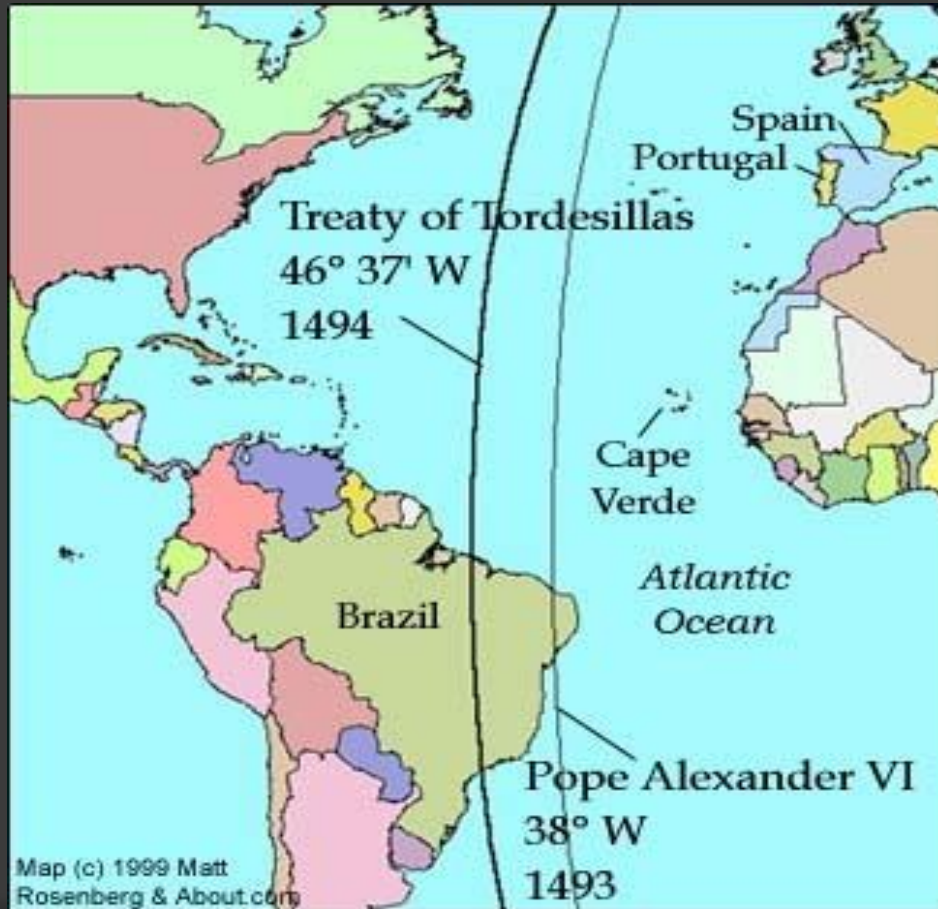 Spain
Portugal
Treaty of Tordesillas
46° 37' W
1494
Cape
Verde
Atlantic
Ocean
Brazil
Pope Alexander VI
38° W
1493
Map (c) 1999 Matt
Rosenberg & About.com